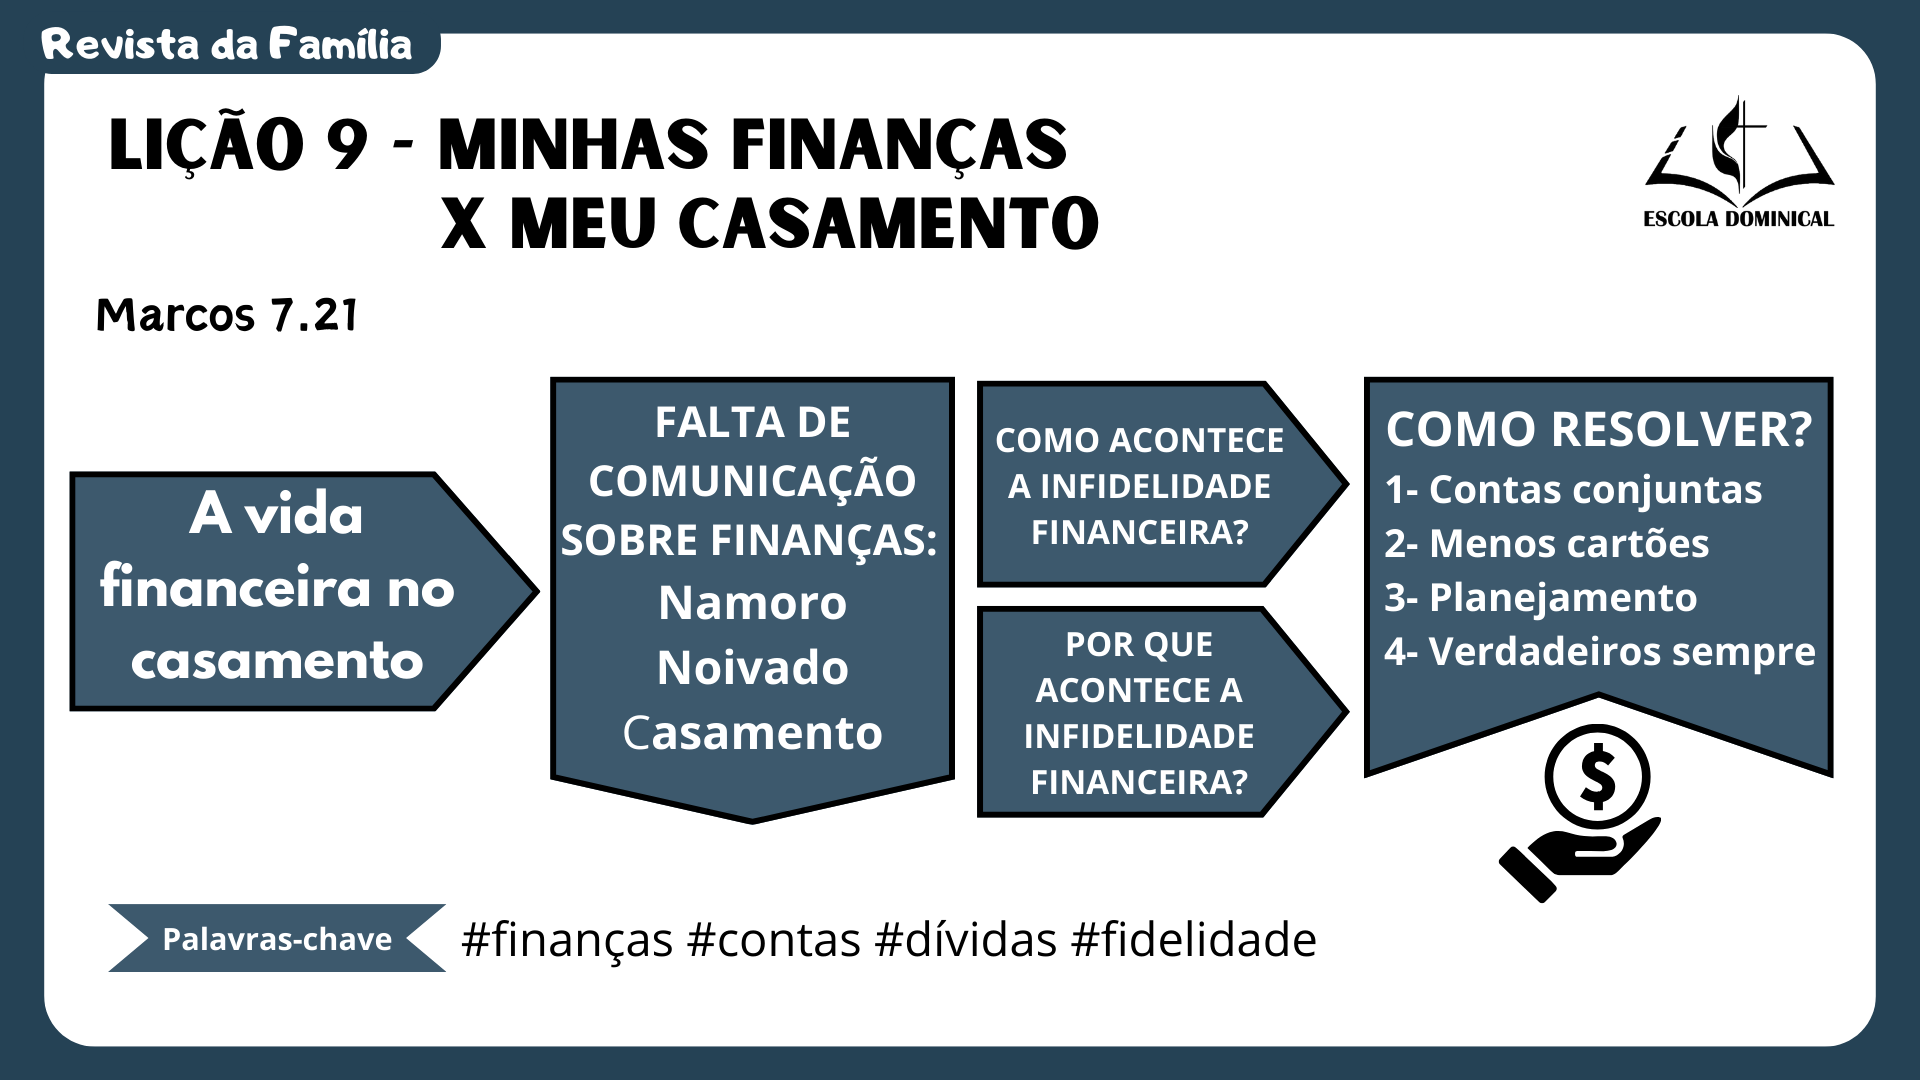 Revista da Família
LIÇÃO 9 - MINHAS FINANÇAS
X MEU CASAMENTO
ESCOLA DOMINICAL
Marcos 7.21
A vida
financeira no
casamento
FALTA DE
COMUNICAÇÃO
SOBRE FINANÇAS:
Namoro
Noivado
Casamento
COMO ACONTECE
A INFIDELIDADE
FINANCEIRA?
POR QUE
ACONTECE A
INFIDELIDADE
FINANCEIRA?
COMO RESOLVER?
1- Contas conjuntas
2- Menos cartões
3- Planejamento
4- Verdadeiros sempre
$
Palavras-chave
#finanças #contas #dívidas #fidelidade